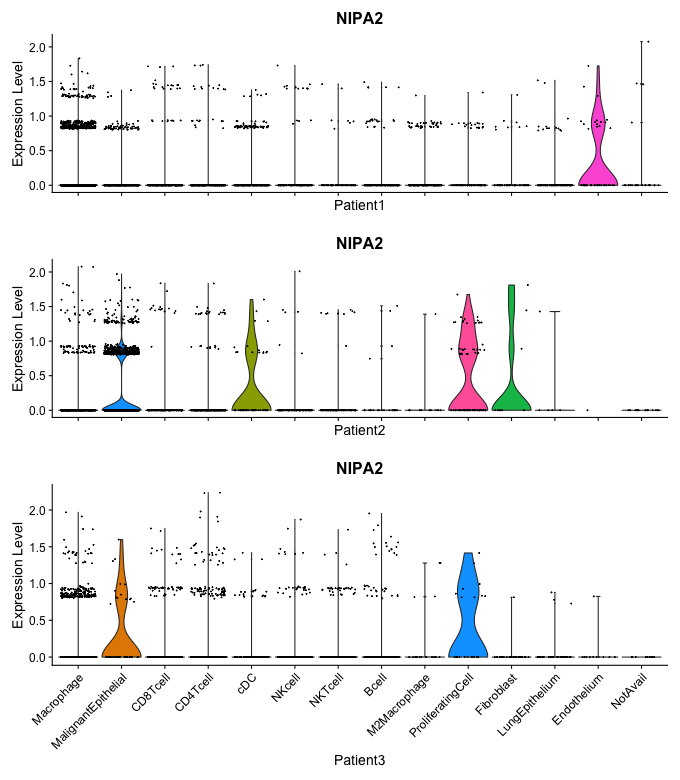 NIPA2
Expression Level
2.0
1.5
1.0
0.5
0.0
Patient1
NIPA2
Expression Level
2.0
1.5
1.0
0.5
0.0
Patient2
NIPA2
Expression Level
2.0
1.5
1.0
0.5
0.0
Macrophage
MalignantEpithelial
CD8Tcell
CD4Tcell
cDC
NKcell
NKTcell
Bcell
M2Macrophage
ProliferatingCell
Fibroblast
LungEpithelium
Endothelium
NotAvail
Patient3